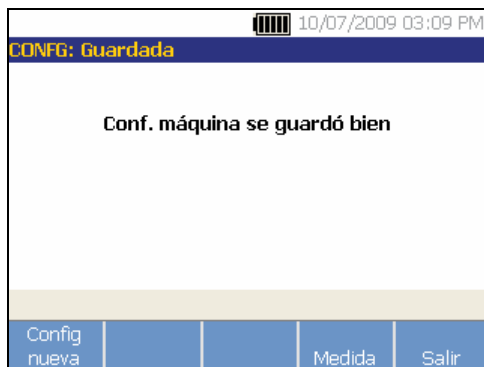 10/07/2009 03:09 PM
CONFG: Guardada
Conf. máquina se guardó bien
Config
nueva
Medida
Salir